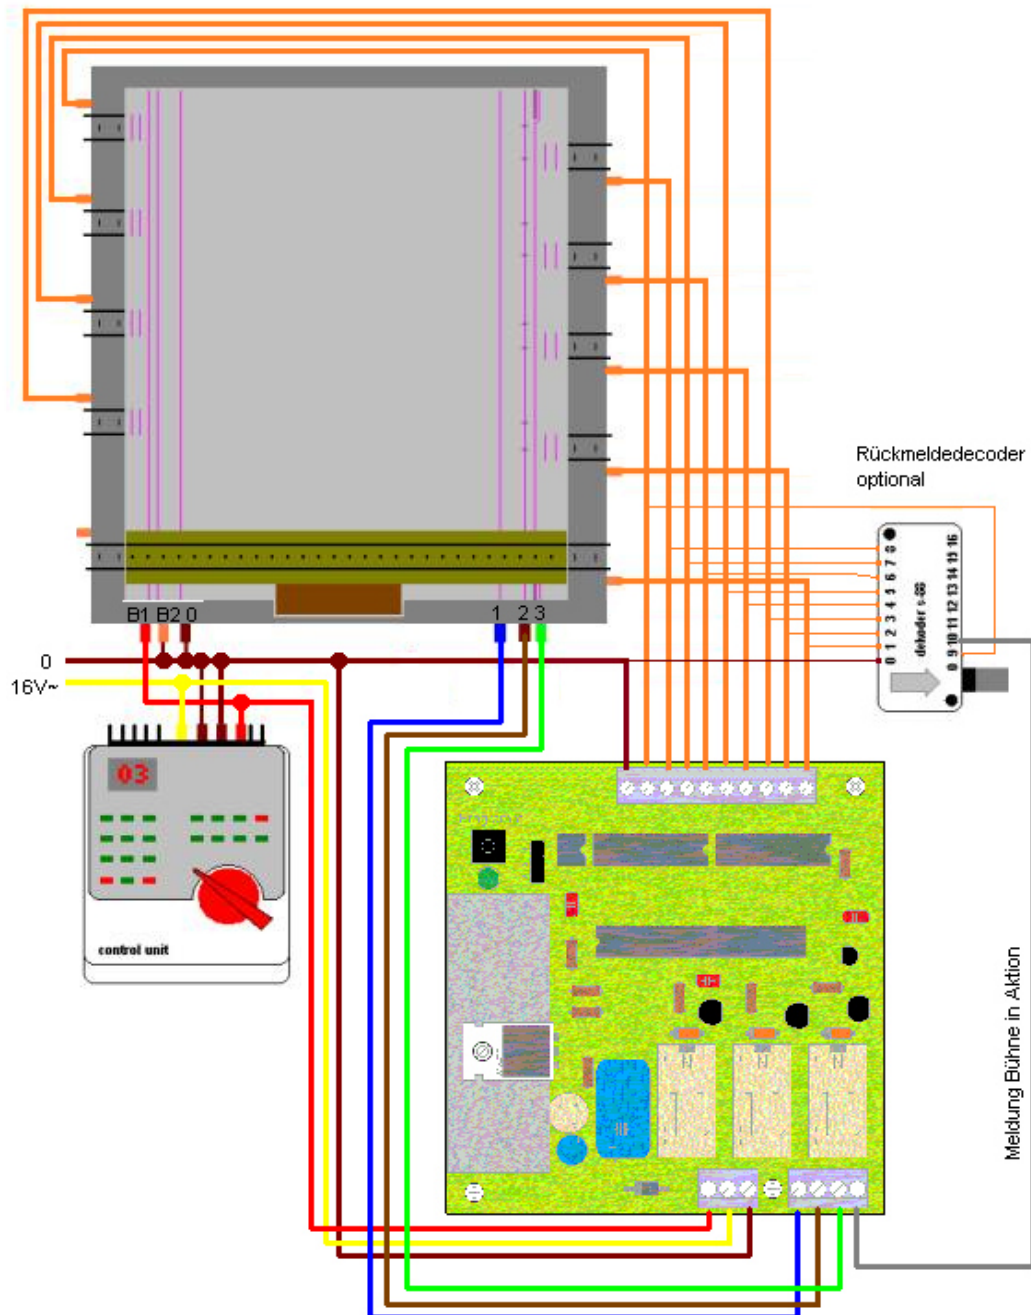 Rückmeldedecoder
optional
B1 B2 0
1 2 3
0
16V~
0 1 2 3 4 5 6 7 8
dekoder s-88
0 9 10 11 12 13 14 15 16
03
control unit
Meldung Bühne in Aktion